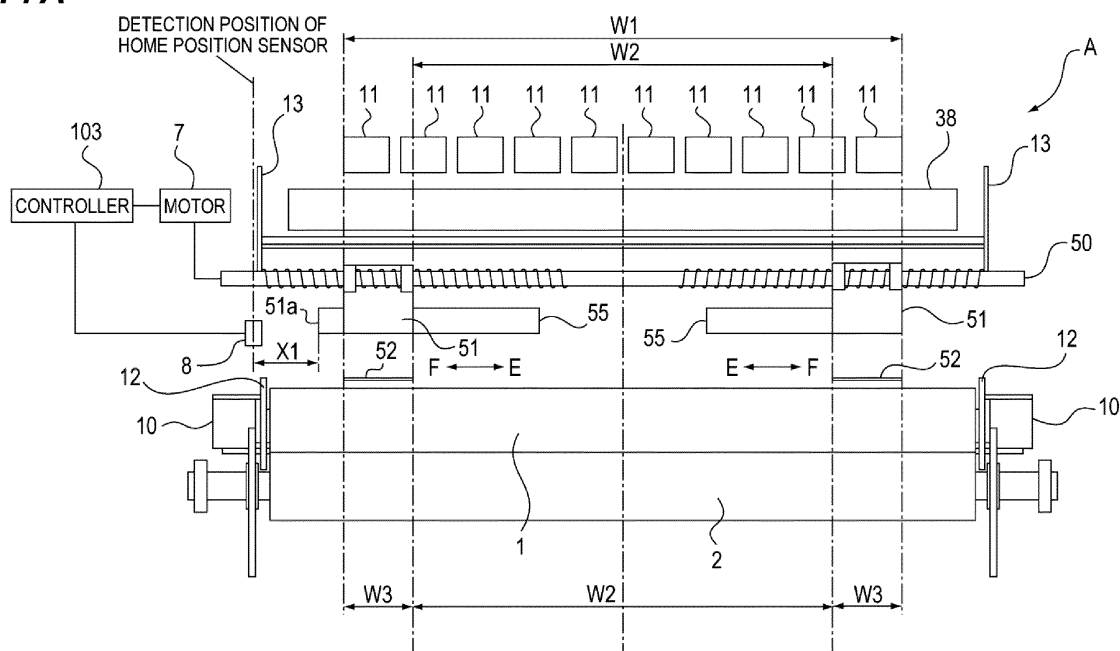 DETECTION POSITION OF
HOME POSITION SENSOR
W1
W2
A
11 11 11 11 11 11 11 11 11 11
13
38
13
103
7
CONTROLLER
MOTOR
50
51a
55
51
55
51
8
X1
52
F E
E F
52
12
12
10
10
1
2
W3
W2
W3